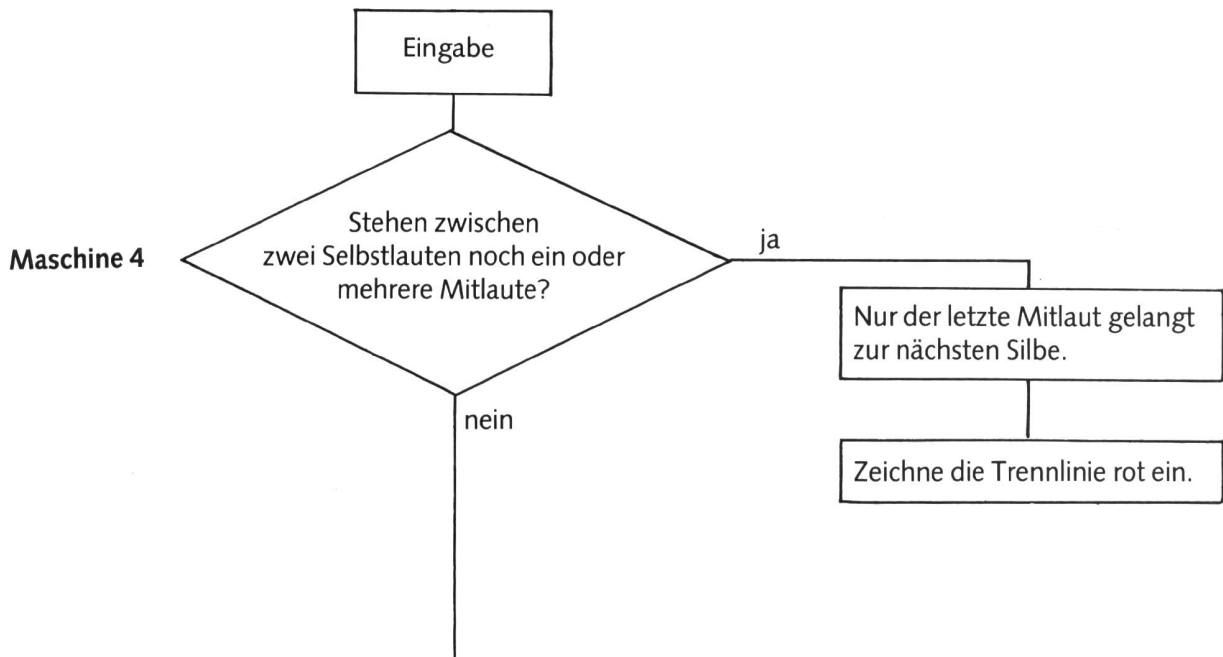 Eingabe
Maschine 4
Stehen zwischen
zwei Selbstlauten noch ein oder
mehrere Mitlaute?
ja
Nur der letzte Mitlaut gelangt
zur nächsten Silbe.
nein
Zeichne die Trennlinie rot ein.